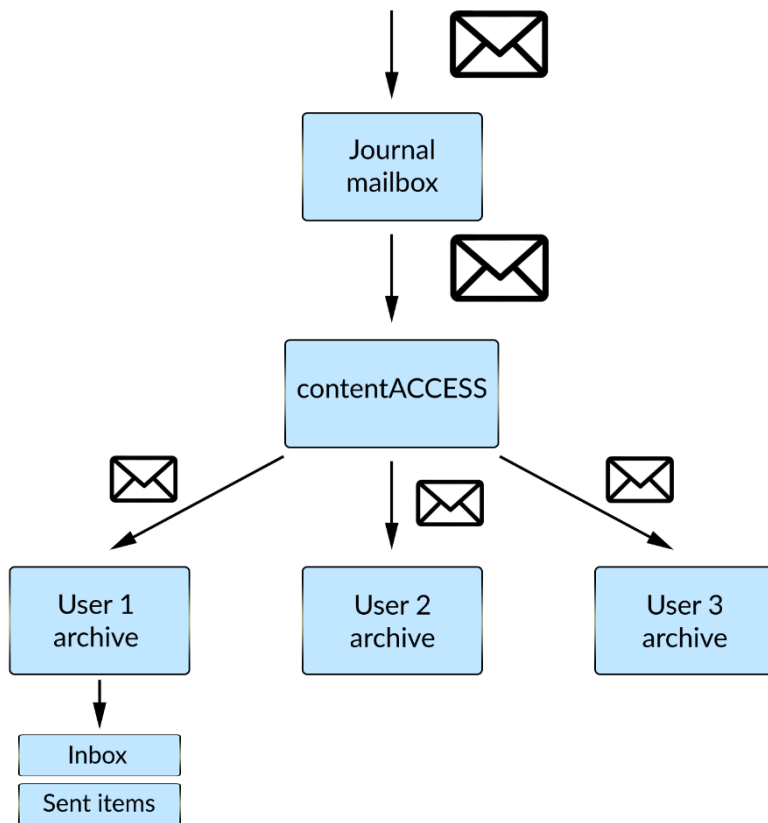 Journal
mailbox
contentACCESS
User 1
archive
User 2
archive
User 3
archive
Inbox
Sent items